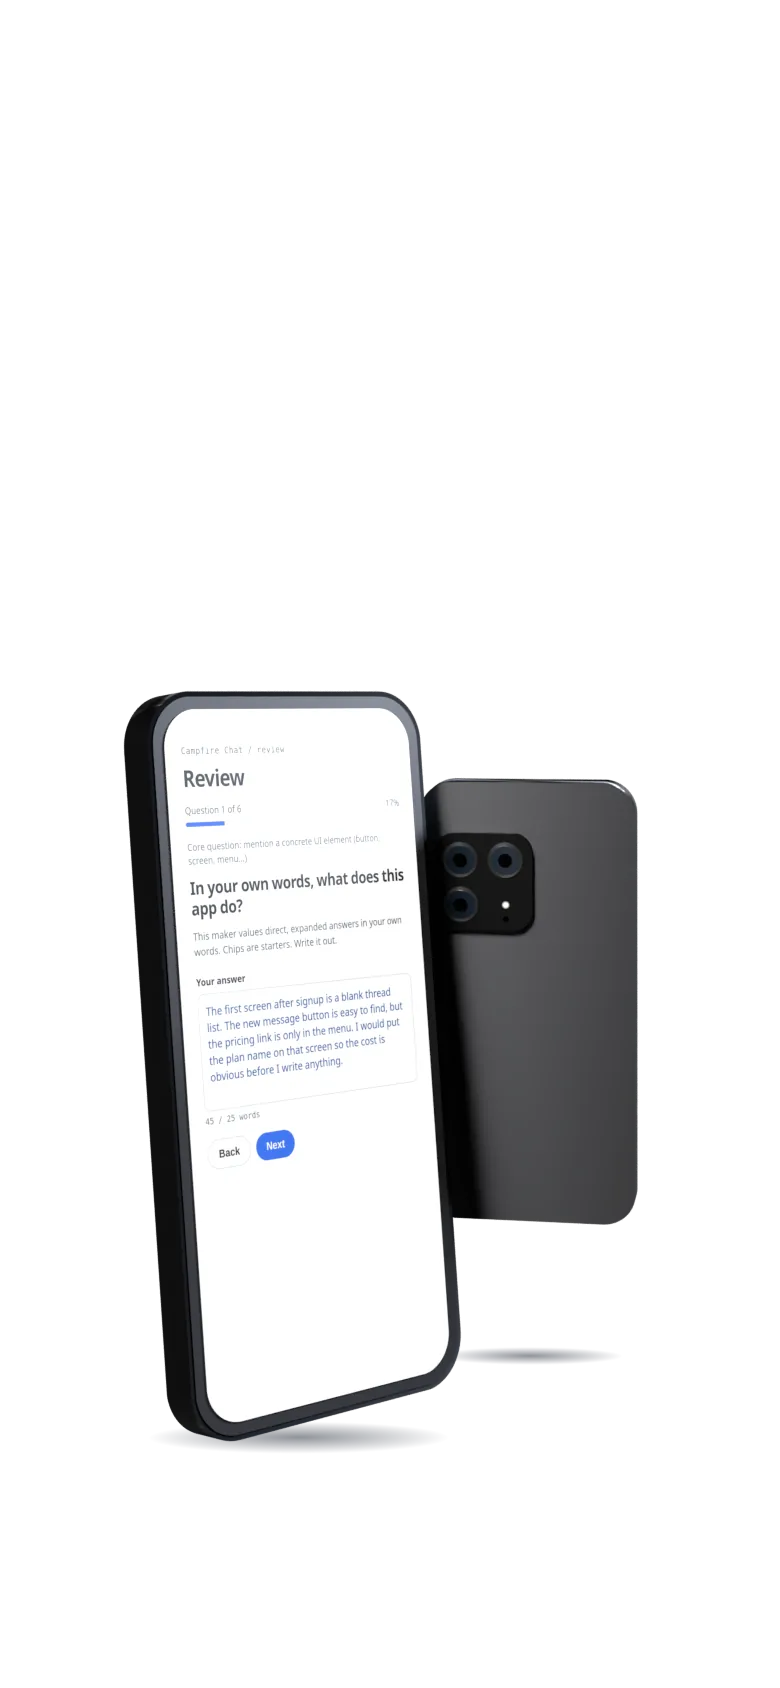 Campfire Chat / review
Review
Question 1 of 6
17%
Core question: mention a concrete UI element (button,
screen, menu...)
In your own words, what does this
app do?
This maker values direct, expanded answers in your own
words. Chips are starters. Write it out.
Your answer
The first screen after signup is a blank thread
list. The new message button is easy to find, but
the pricing link is only in the menu. I would put
the plan name on that screen so the cost is
obvious before I write anything.
45 / 25 words
Back
Next